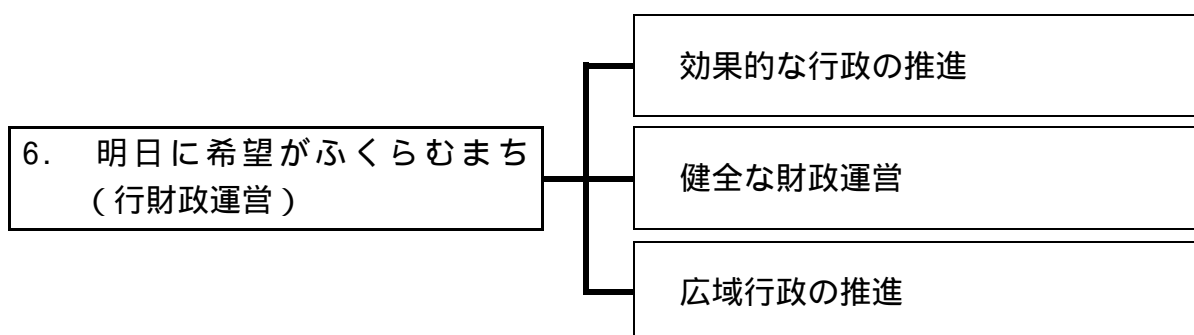 6. 明日に希望がふくらむまち
(行財政運営)
効果的な行政の推進
健全な財政運営
広域行政の推進